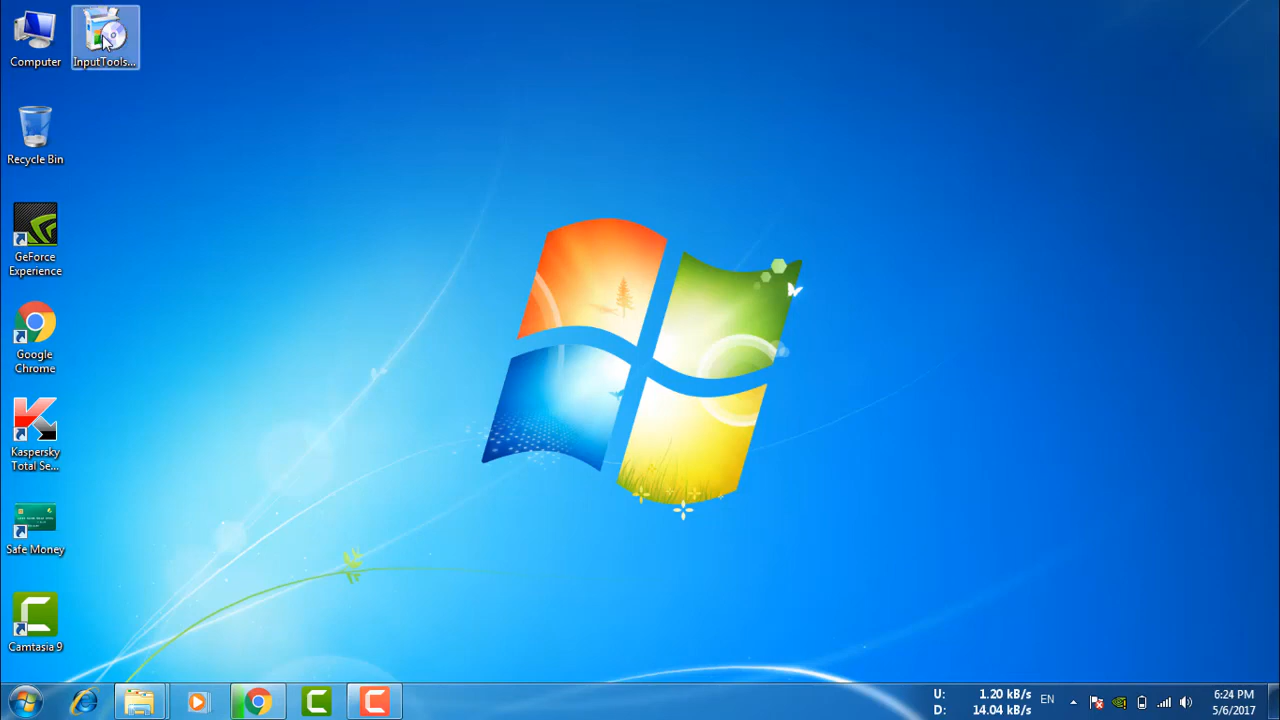 Computer
InputTools...
Recycle Bin
GeForce
Experience
Google
Chrome
Kaspersky
Total Se...
Safe Money
Camtasia 9
U: 1.20 kB/s
D: 14.04 kB/s
EN
6:24 PM
5/6/2017